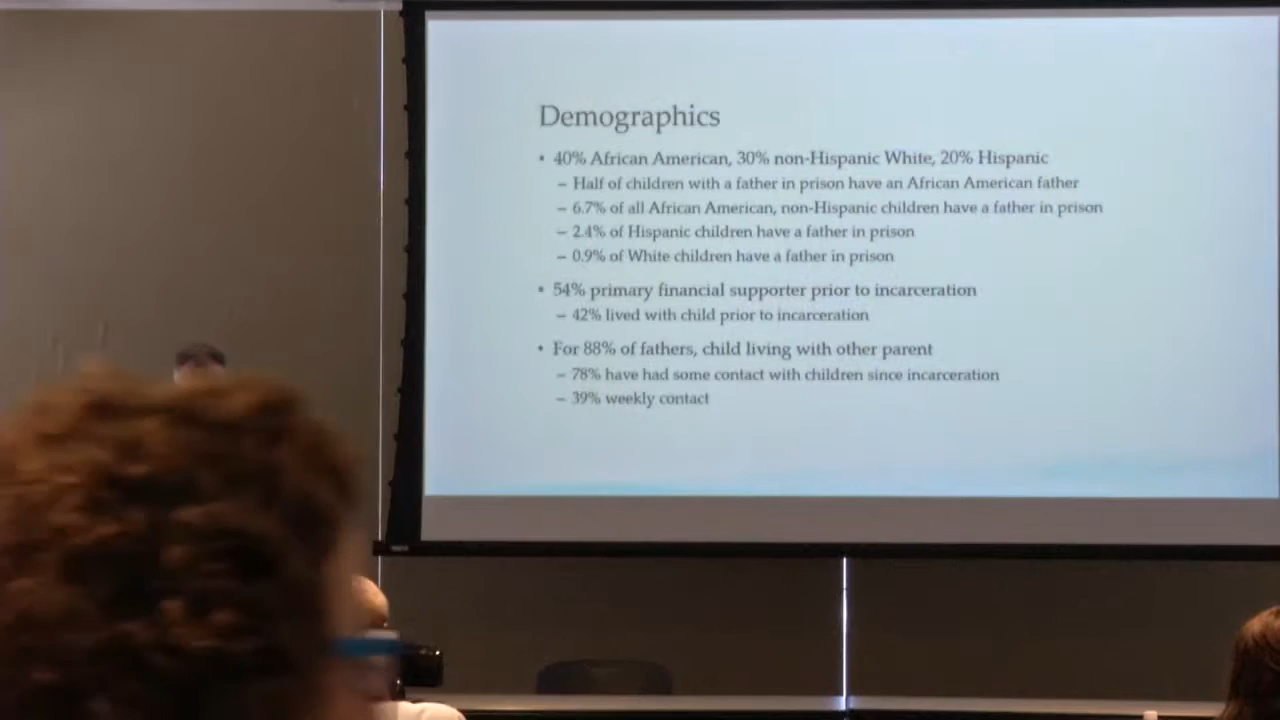 Demographics
• 40% African American, 30% non-Hispanic White, 20% Hispanic
– Half of children with a father in prison have an African American father
– 6.7% of all African American, non-Hispanic children have a father in prison
– 2.4% of Hispanic children have a father in prison
– 0.9% of White children have a father in prison
• 54% primary financial supporter prior to incarceration
– 42% lived with child prior to incarceration
• For 88% of fathers, child living with other parent
– 78% have had some contact with children since incarceration
– 39% weekly contact